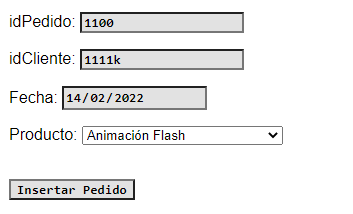 idPedido: 1100
idCliente: 1111k
Fecha: 14/02/2022
Producto: Animación Flash
Insertar Pedido